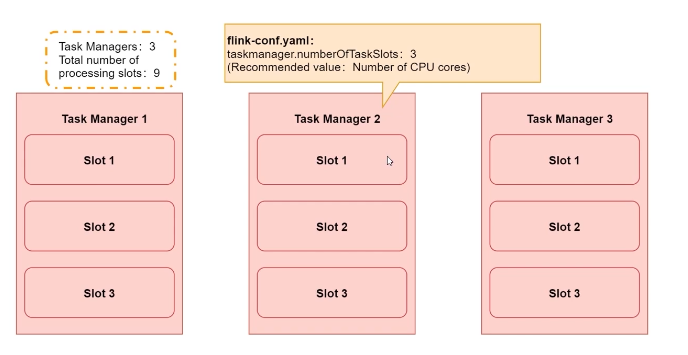 Task Managers：3
Total number of
processing slots：9
flink-conf.yaml：
taskmanager.numberOfTaskSlots：3
(Recommended value：Number of CPU cores)
Task Manager 1
Slot 1
Slot 2
Slot 3
Task Manager 2
Slot 1
Slot 2
Slot 3
Task Manager 3
Slot 1
Slot 2
Slot 3